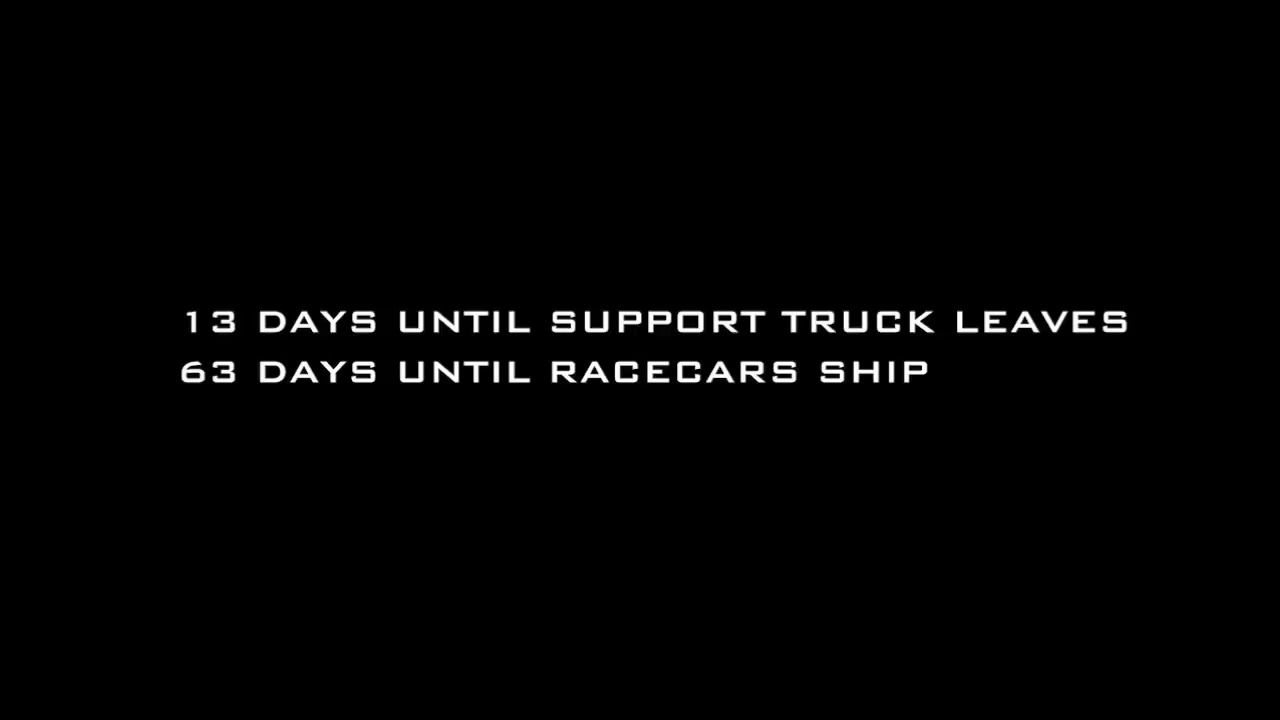 13 DAYS UNTIL SUPPORT TRUCK LEAVES
63 DAYS UNTIL RACECARS SHIP